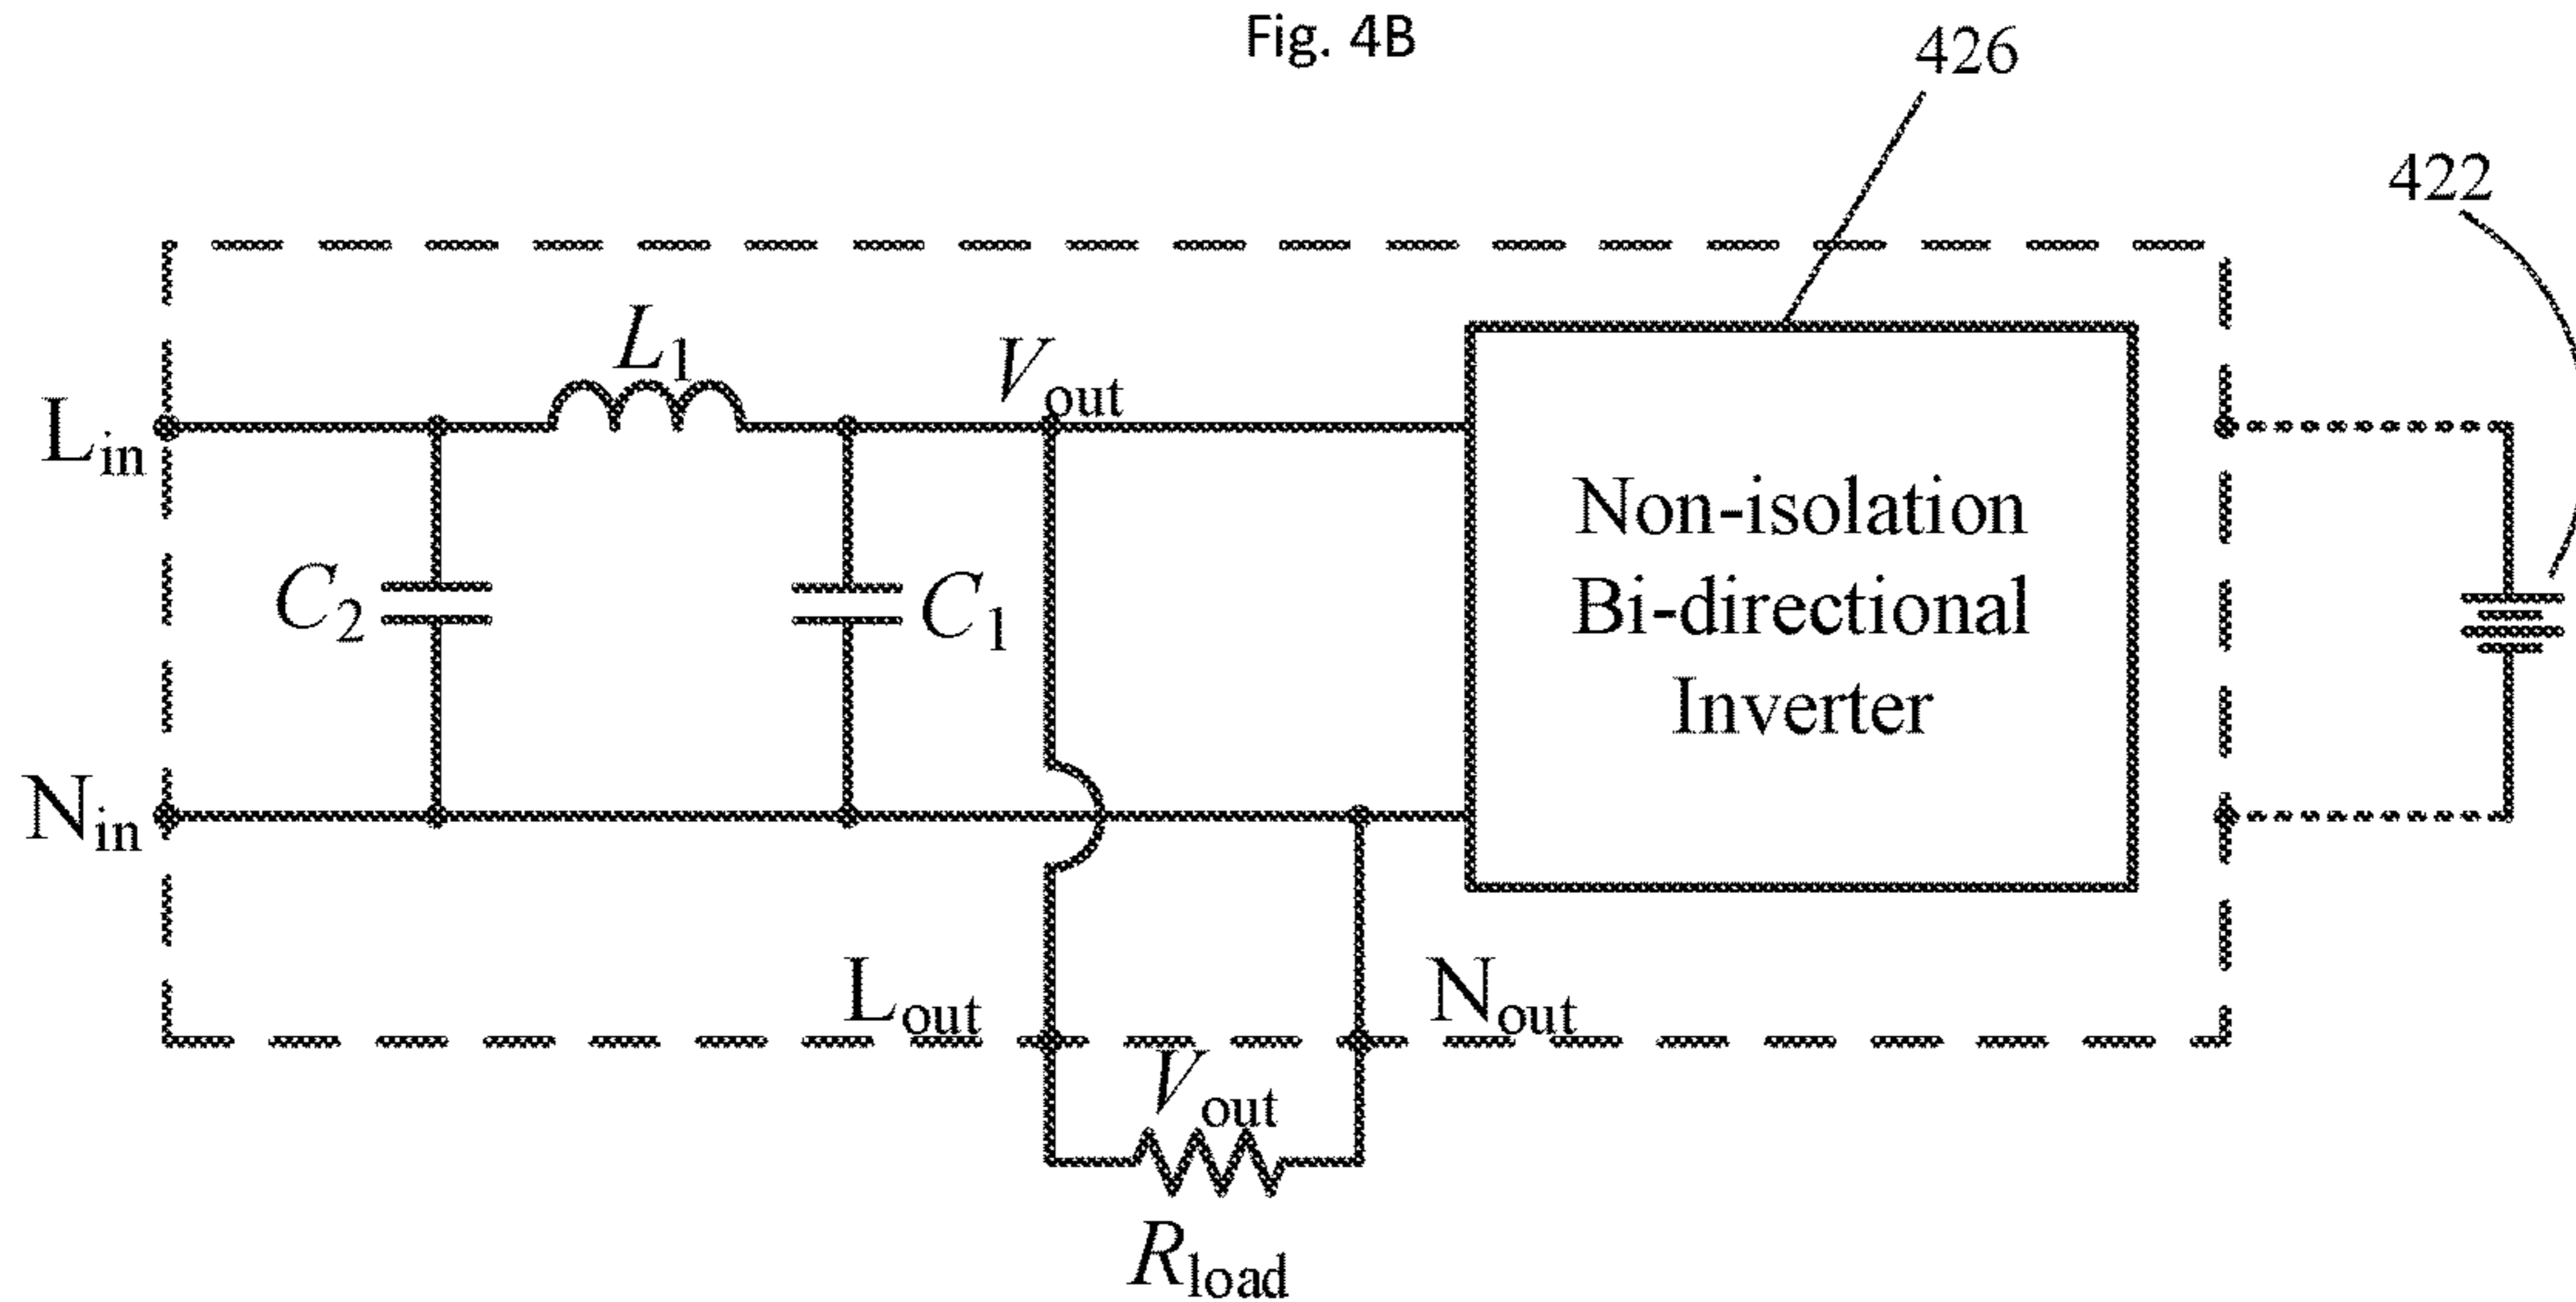 Fig. 4B
426
422
L1
Vout
Lin
Non-isolation
Bi-directional
Inverter
C2
C1
Nin
Lout
Nout
Vout
Rload